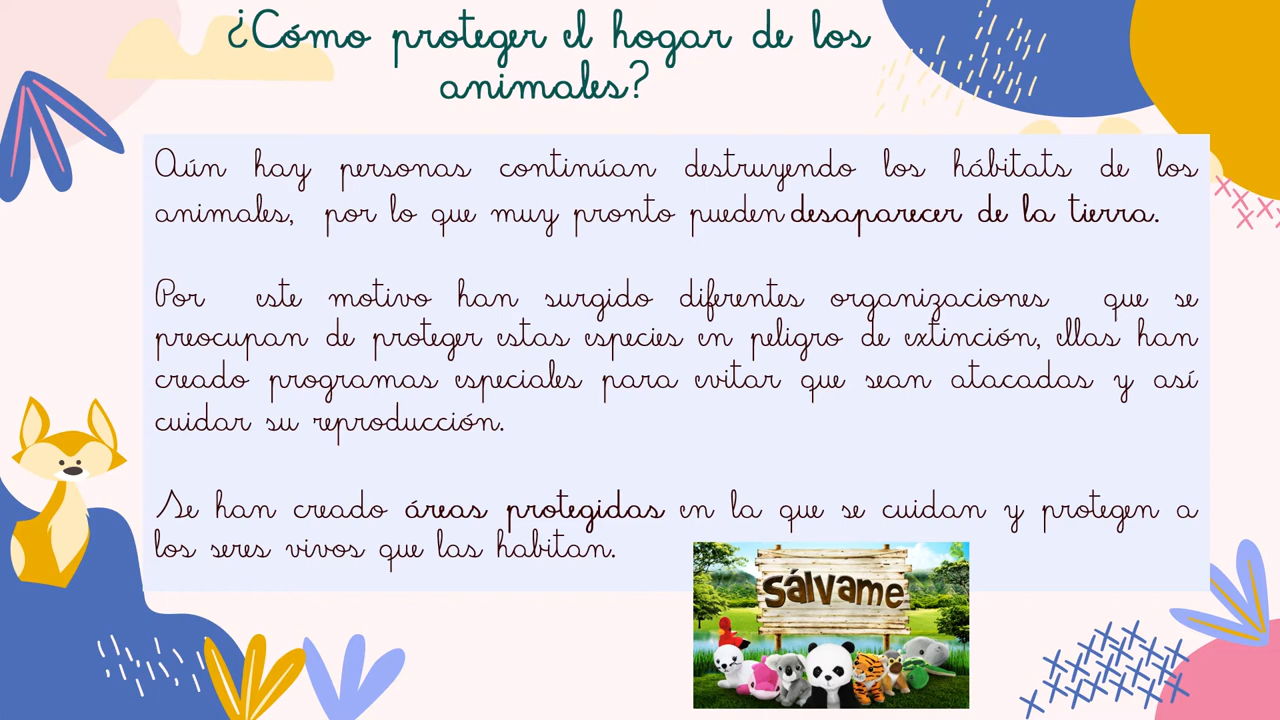 ¿Cómo proteger el hogar de los
animales?
Aún hay personas continúan destruyendo los hábitats de los
animales, por lo que muy pronto pueden desaparecer de la tierra.
Por este motivo han surgido diferentes organizaciones que se
preocupan de proteger estas especies en peligro de extinción, ellas han
creado programas especiales para evitar que sean atacadas y así
cuidar su reproducción.
Se han creado áreas protegidas en la que se cuidan y protegen a
los seres vivos que las habitan.
Sálvame